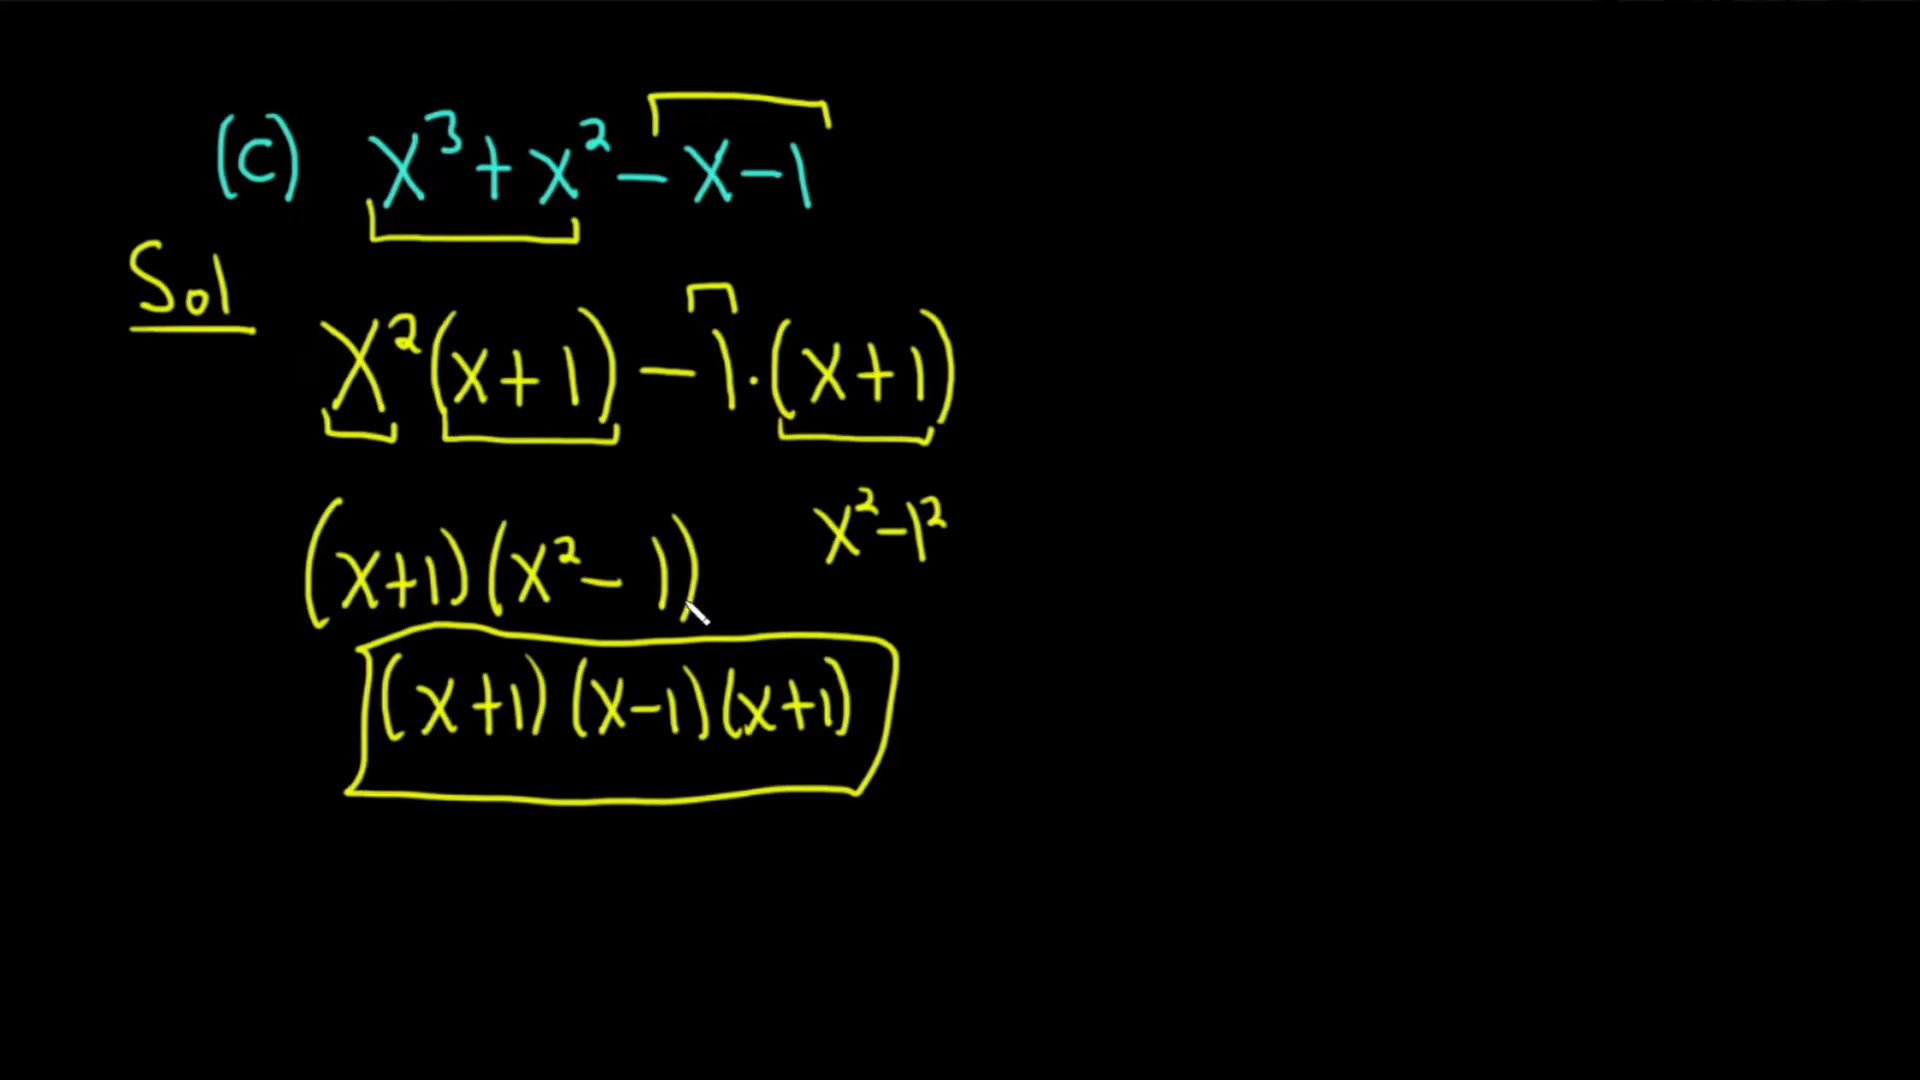 (c) x³+x²-x-1
Sol
x²(x+1)-1·(x+1)
(x+1)(x²-1)
x²-1²
(x+1)(x-1)(x+1)